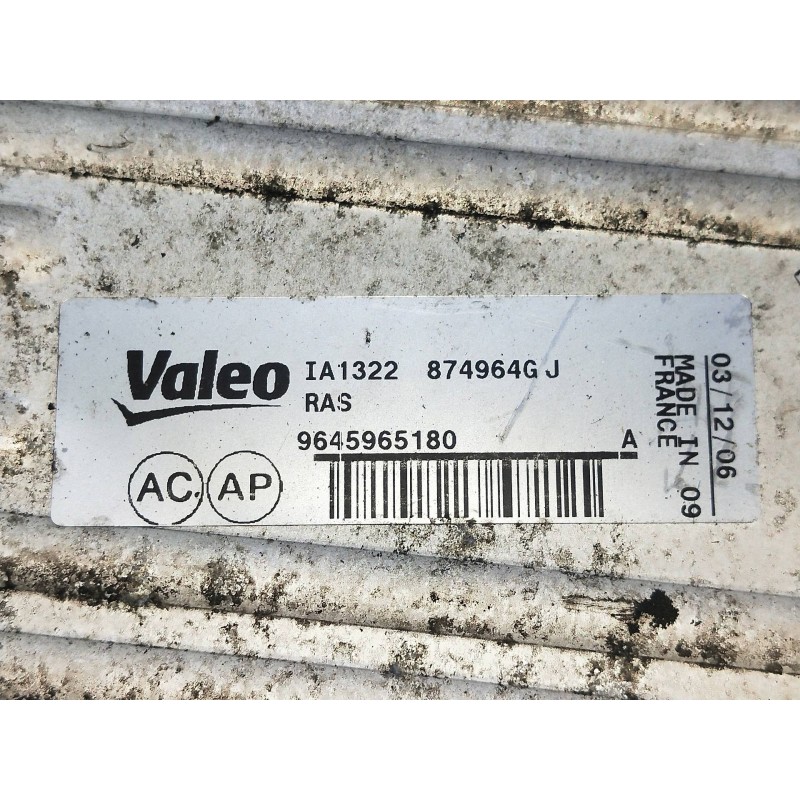 Valeo IA1322 874964G J
RAS
9645965180 A
AC AP
03/12/06
MADE IN 09
FRANCE